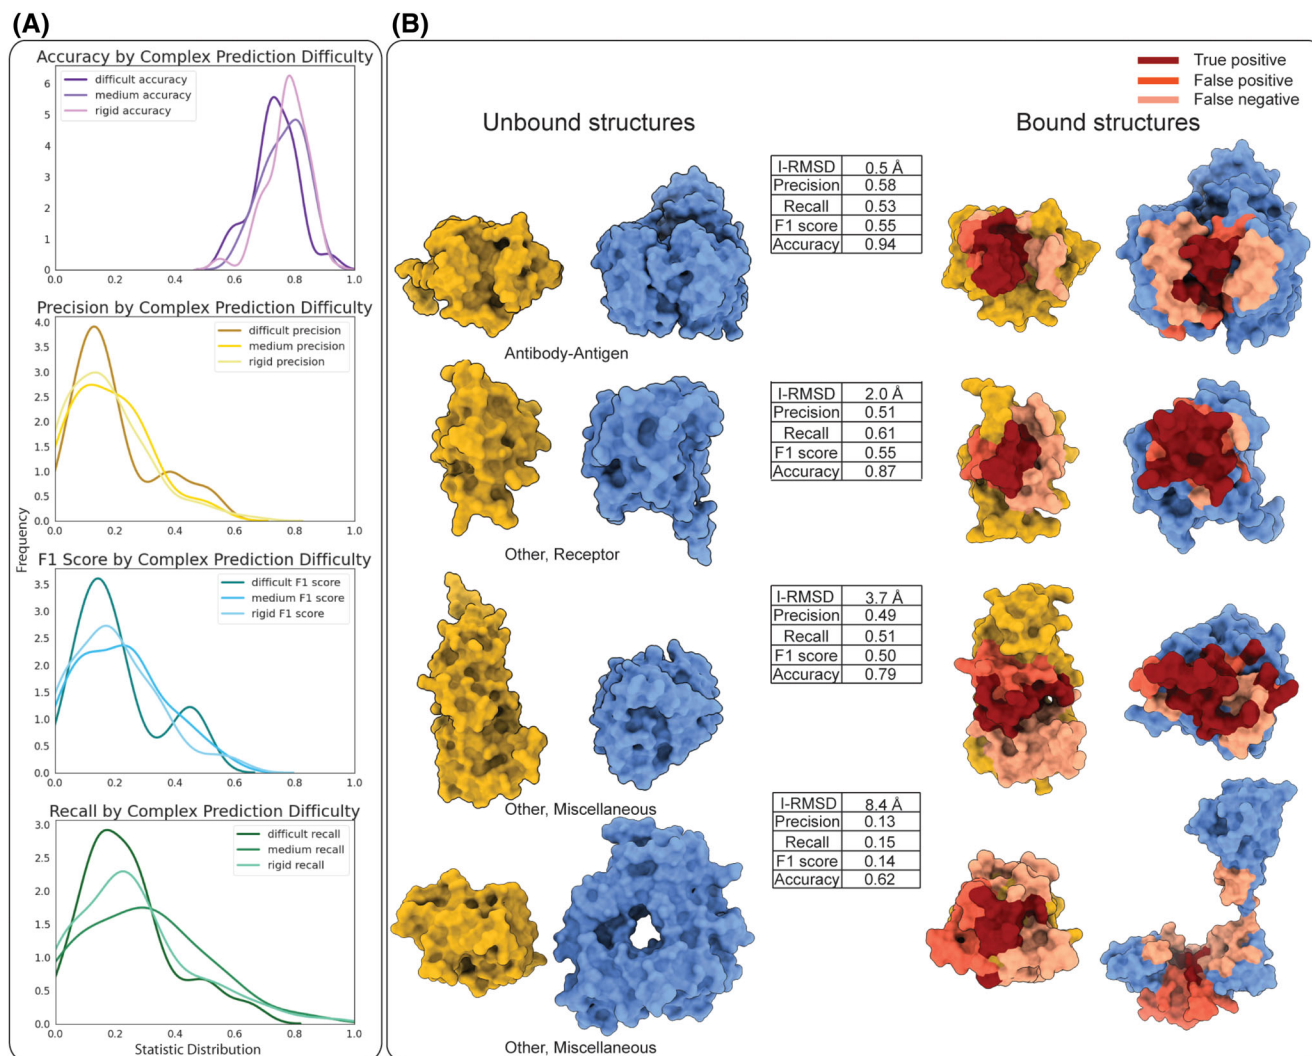 (A)
Accuracy by Complex Prediction Difficulty
difficult accuracy
medium accuracy
rigid accuracy
6
5
4
3
2
1
0
0.2
0.4
0.6
0.8
1.0
Precision by Complex Prediction Difficulty
difficult precision
medium precision
rigid precision
4.0
3.5
3.0
2.5
2.0
1.5
1.0
0.5
0.0
0.0
0.2
0.4
0.6
0.8
1.0
Frequency
F1 Score by Complex Prediction Difficulty
difficult F1 score
medium F1 score
rigid F1 score
3.5
3.0
2.5
2.0
1.5
1.0
0.5
0.0
0.0
0.2
0.4
0.6
0.8
1.0
Recall by Complex Prediction Difficulty
difficult recall
medium recall
rigid recall
3.0
2.5
2.0
1.5
1.0
0.5
0.0
0.0
0.2
0.4
0.6
0.8
1.0
Statistic Distribution
(B)
True positive
False positive
False negative
Unbound structures
Bound structures
I-RMSD 0.5 Å
Precision 0.58
Recall 0.53
F1 score 0.55
Accuracy 0.94
Antibody-Antigen
I-RMSD 2.0 Å
Precision 0.51
Recall 0.61
F1 score 0.55
Accuracy 0.87
Other, Receptor
I-RMSD 3.7 Å
Precision 0.49
Recall 0.51
F1 score 0.50
Accuracy 0.79
Other, Miscellaneous
I-RMSD 8.4 Å
Precision 0.13
Recall 0.15
F1 score 0.14
Accuracy 0.62
Other, Miscellaneous